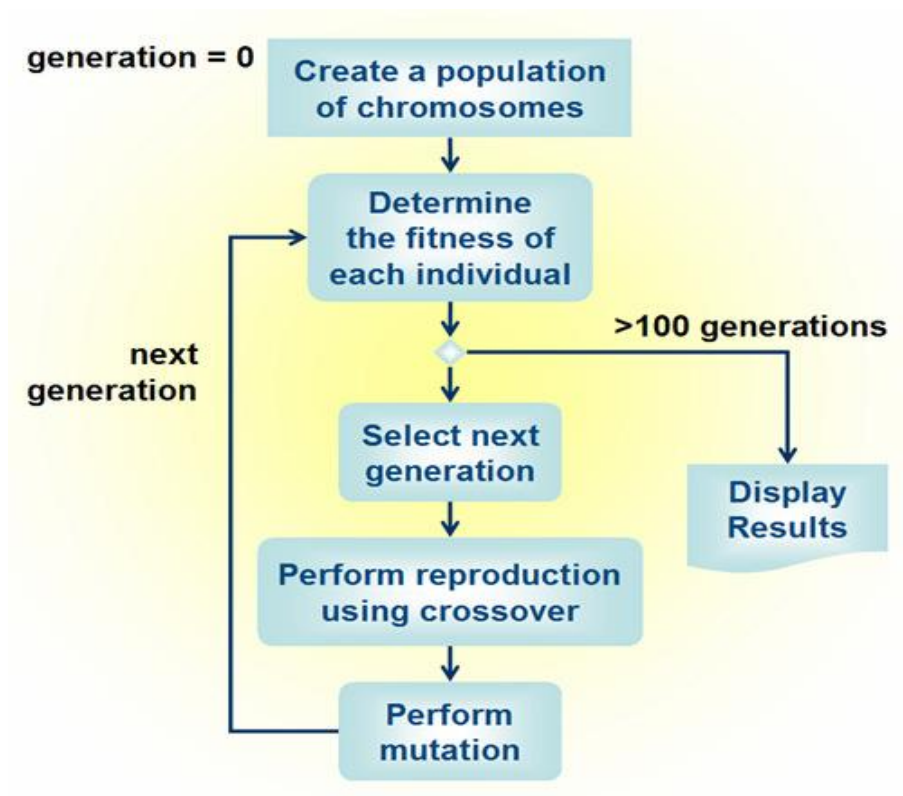 generation = 0
Create a population
of chromosomes
Determine
the fitness of
each individual
>100 generations
next
generation
Select next
generation
Display
Results
Perform reproduction
using crossover
Perform
mutation